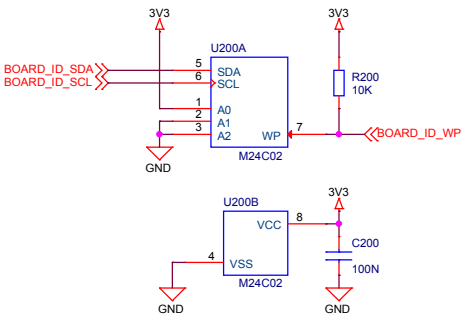 3V3
3V3
U200A
BOARD_ID_SDA
5
SDA
BOARD_ID_SCL
6
SCL
R200
10K
1
A0
2
A1
3
A2
WP
7
BOARD_ID_WP
GND
M24C02
U200B
3V3
VCC
8
C200
4
VSS
100N
M24C02
GND
GND